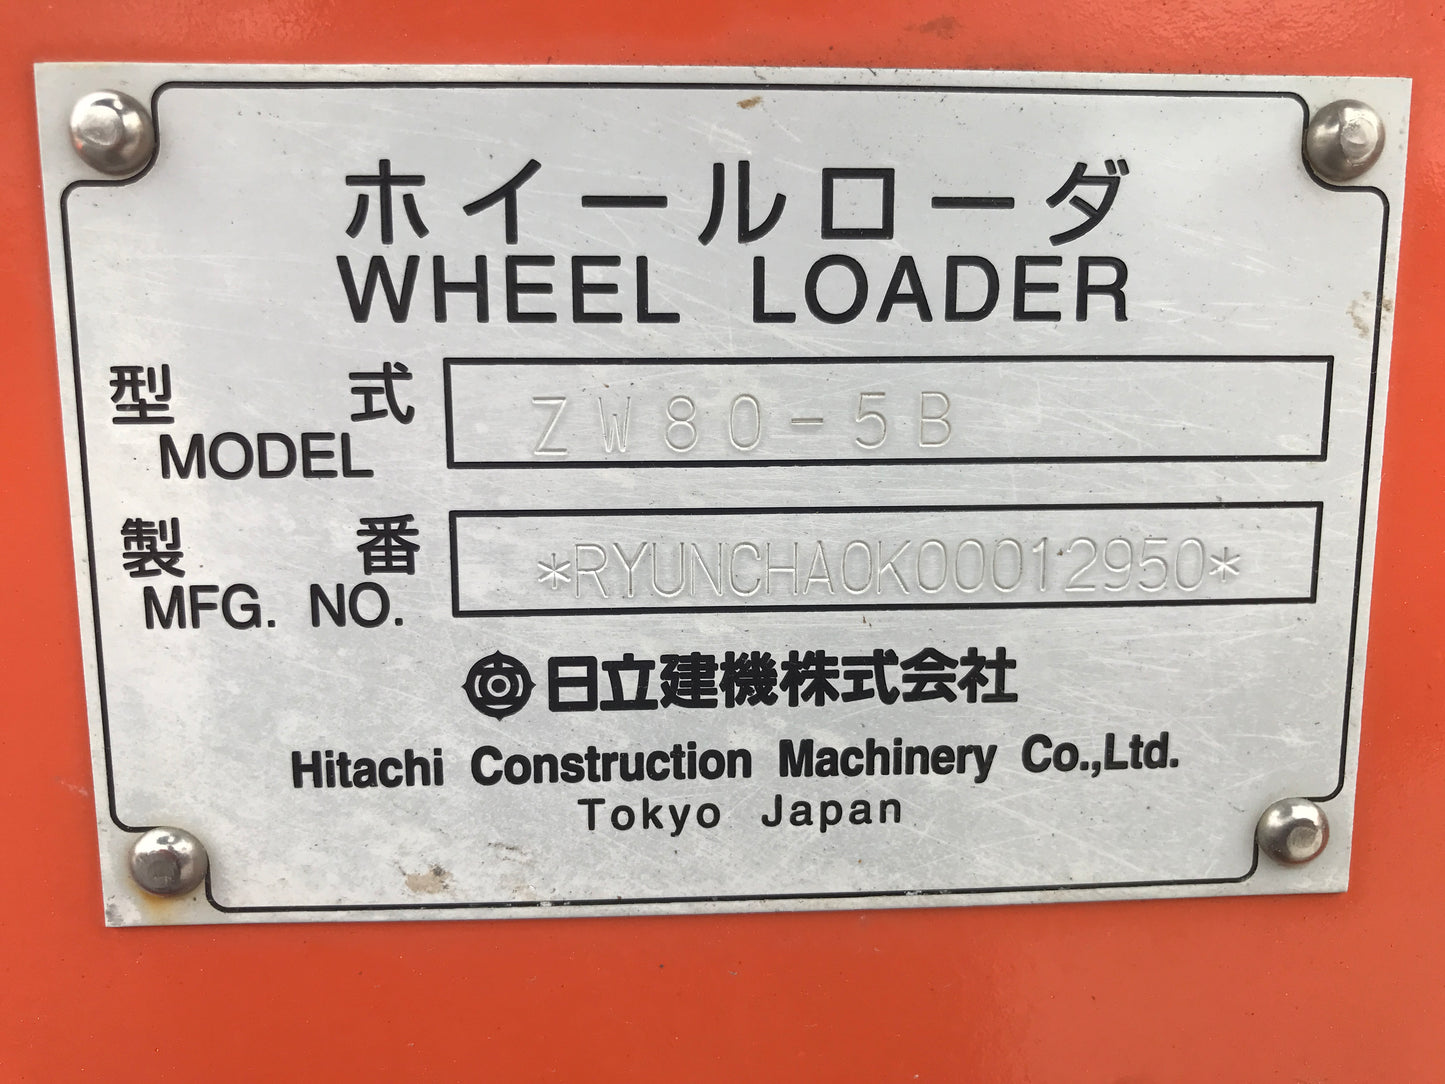 ホイールローダ
WHEEL LOADER
型式 ZW80-5B
MODEL
製番 *RYUNCHA0K00012950*
MFG. NO.
日立建機株式会社
Hitachi Construction Machinery Co.,Ltd.
Tokyo Japan